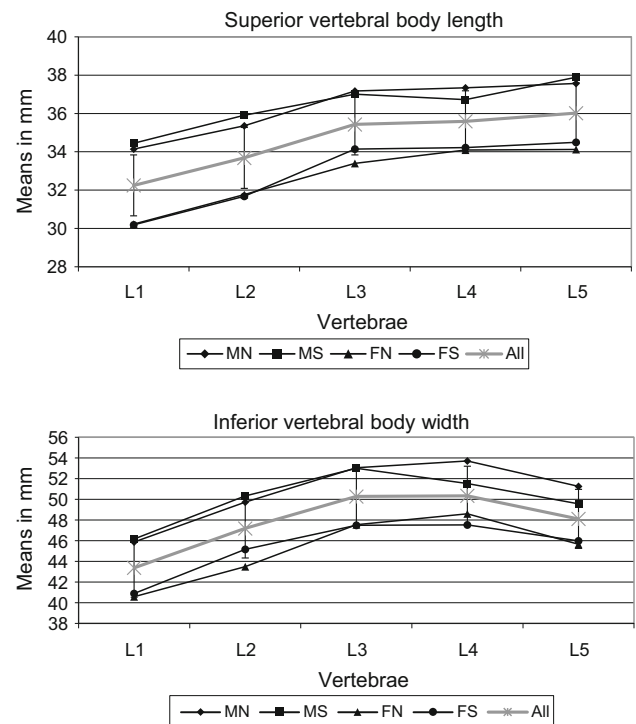 Superior vertebral body length
40
38
36
34
32
30
28
Means in mm
L1 L2 L3 L4 L5
Vertebrae
MN MS FN FS All
Inferior vertebral body width
56
54
52
50
48
46
44
42
40
38
Means in mm
L1 L2 L3 L4 L5
Vertebrae
MN MS FN FS All